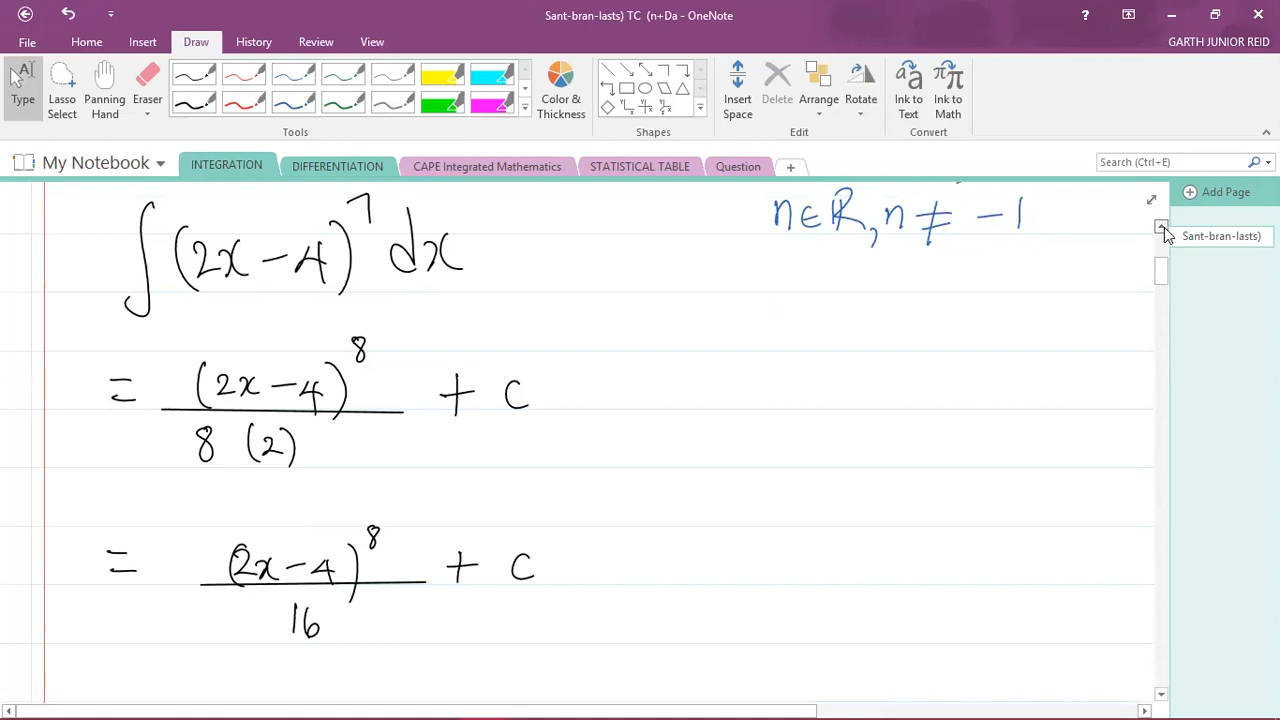 Sant-bran-lasts) TC (n+Da - OneNote
?
File Home Insert Draw History Review View GARTH JUNIOR REID
Type Lasso Select Panning Hand Eraser Color & Thickness Insert Space Delete Arrange Rotate Ink to Text Ink to Math
Tools Shapes Edit Convert
My Notebook INTEGRATION DIFFERENTIATION CAPE Integrated Mathematics STATISTICAL TABLE Question + Search (Ctrl+E)
Add Page
Sant-bran-lasts)
n∈ℝ, n ≠ -1
∫(2x-4)⁷ dx
= (2x-4)⁸ / 8 (2) + c
= (2x-4)⁸ / 16 + c